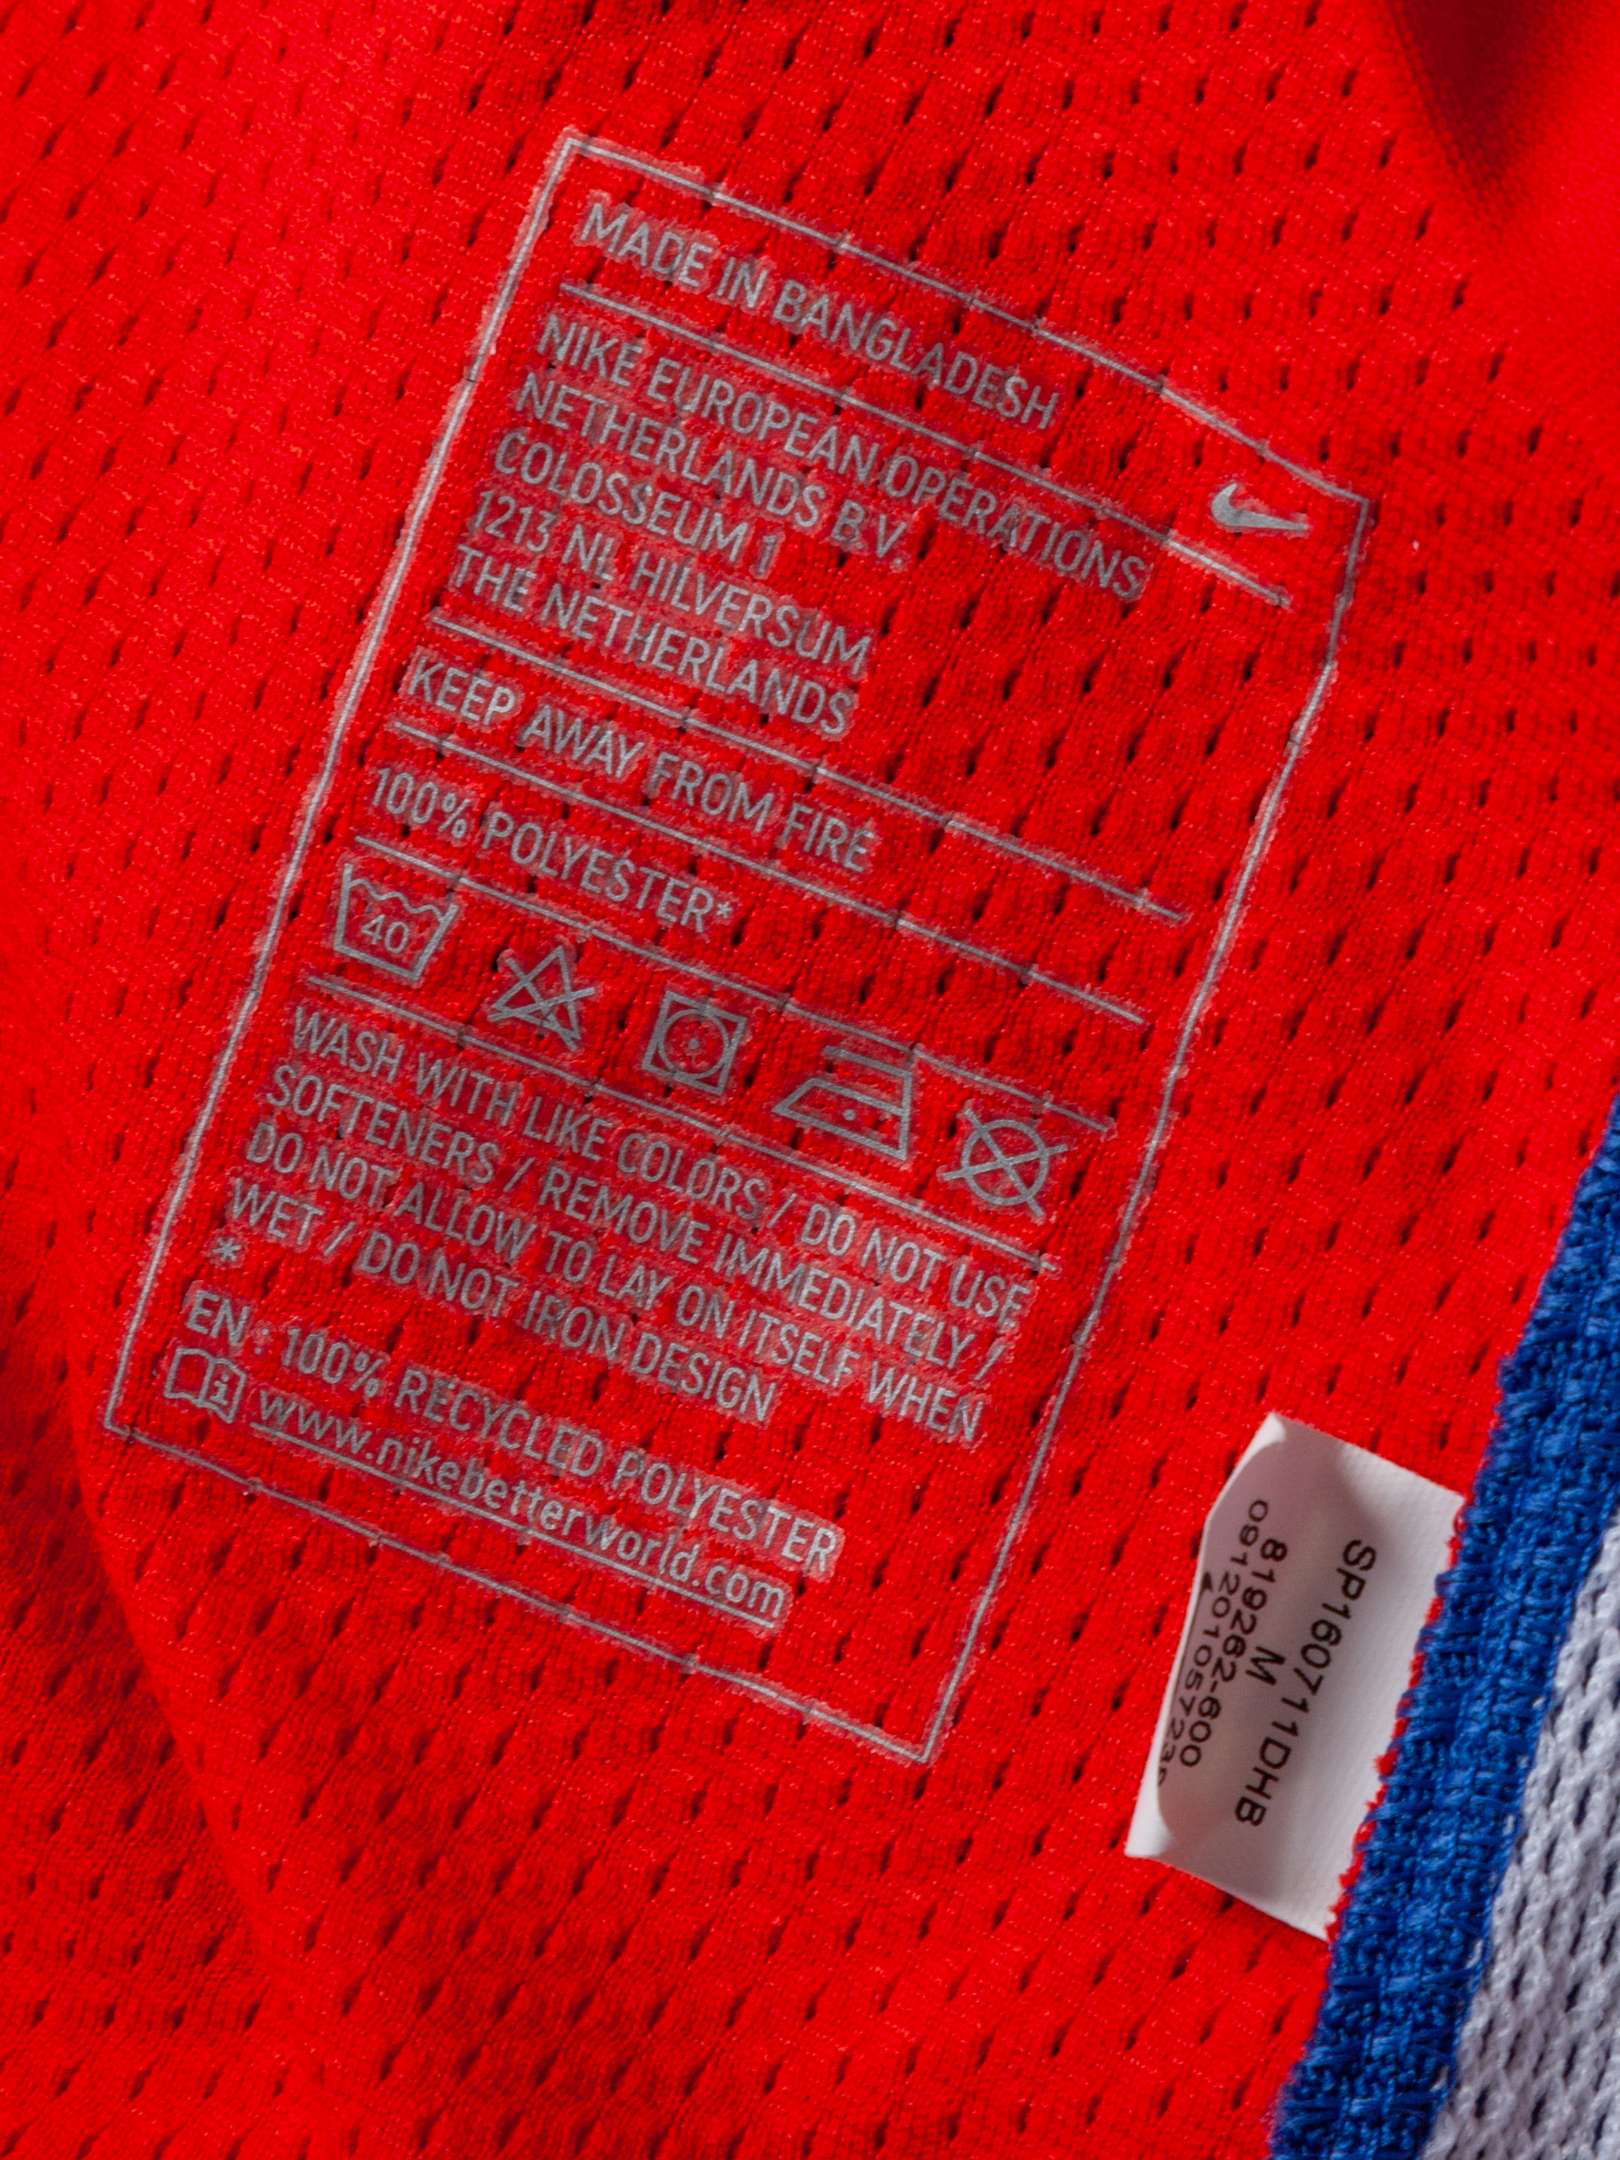 MADE IN BANGLADESH
NIKE EUROPEAN OPERATIONS
NETHERLANDS B.V.
COLOSSEUM 1
1213 NL HILVERSUM
THE NETHERLANDS
KEEP AWAY FROM FIRE
100% POLYESTER*
40
WASH WITH LIKE COLORS / DO NOT USE
SOFTENERS / REMOVE IMMEDIATELY /
DO NOT ALLOW TO LAY ON ITSELF WHEN
WET / DO NOT IRON DESIGN
*
EN : 100% RECYCLED POLYESTER
www.nikebetterworld.com
SP160711DHB
M
819262-600